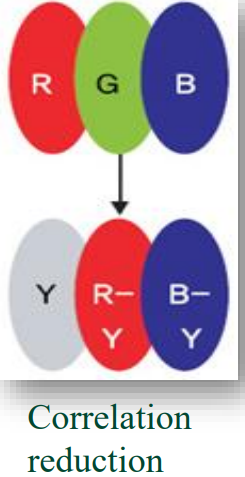 R G B
Y R– B–
Y Y
Correlation
reduction